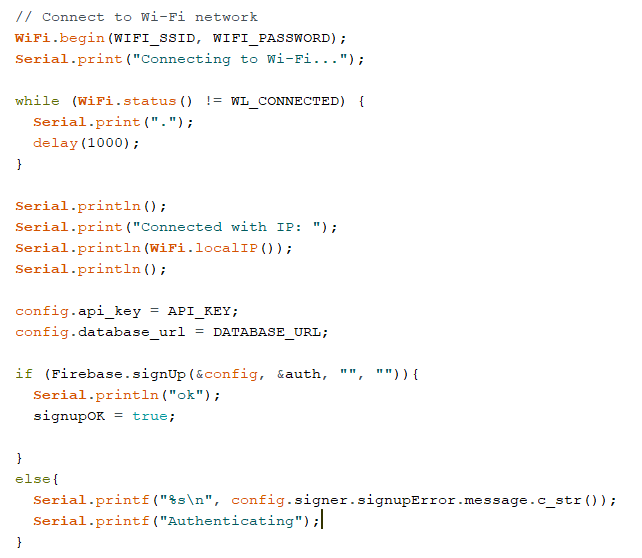 // Connect to Wi-Fi network
WiFi.begin(WIFI_SSID, WIFI_PASSWORD);
Serial.print("Connecting to Wi-Fi...");
while (WiFi.status() != WL_CONNECTED) {
Serial.print(".");
delay(1000);
}
Serial.println();
Serial.print("Connected with IP: ");
Serial.println(WiFi.localIP());
Serial.println();
config.api_key = API_KEY;
config.database_url = DATABASE_URL;
if (Firebase.signUp(&config, &auth, "", "")){
Serial.println("ok");
signupOK = true;
}
else{
Serial.printf("%s\n", config.signer.signupError.message.c_str());
Serial.printf("Authenticating");
}